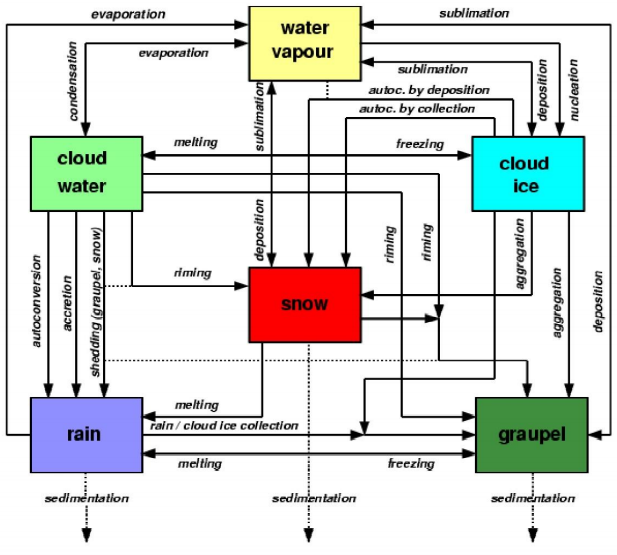 evaporation
sublimation
water
vapour
evaporation
sublimation
condensation
sublimation
deposition
nucleation
autoc. by deposition
autoc. by collection
melting
freezing
cloud
water
cloud
ice
deposition
riming
riming
riming
aggregation
aggregation
deposition
autoconversion
accretion
shedding (graupel, snow)
snow
melting
rain / cloud ice collection
rain
graupel
melting
freezing
sedimentation
sedimentation
sedimentation